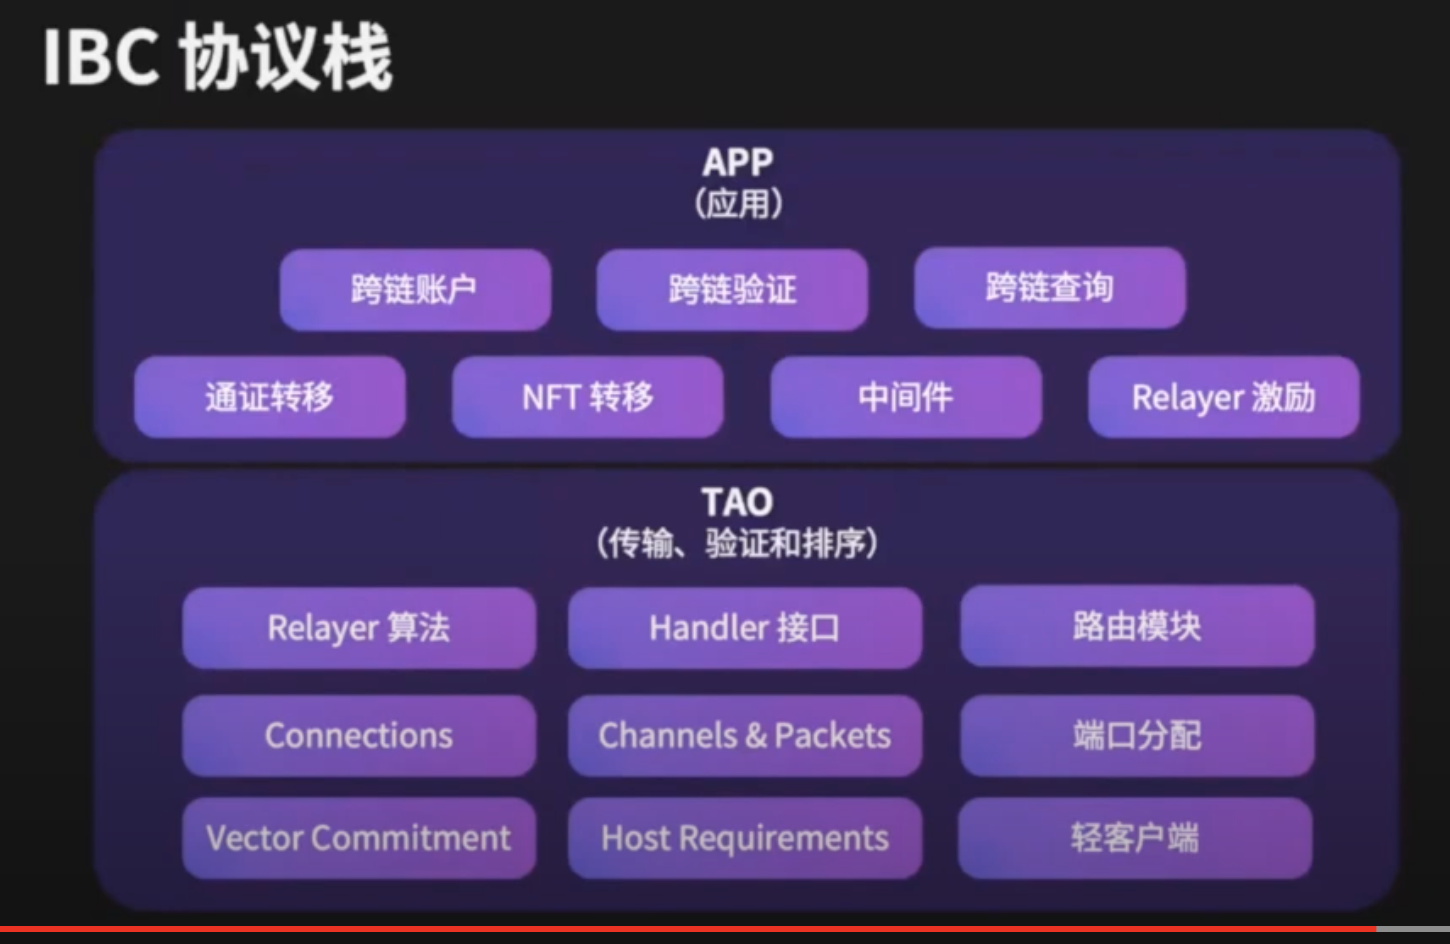 IBC 协议栈
APP
（应用）
跨链账户
跨链验证
跨链查询
通证转移
NFT 转移
中间件
Relayer 激励
TAO
（传输、验证和排序）
Relayer 算法
Handler 接口
路由模块
Connections
Channels & Packets
端口分配
Vector Commitment
Host Requirements
轻客户端